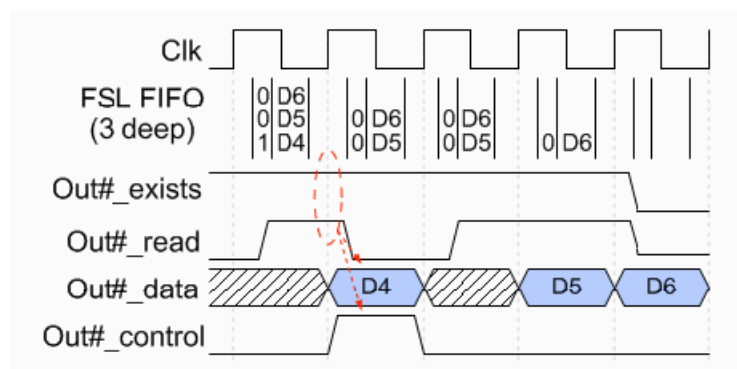 Clk
FSL FIFO
(3 deep)
0 D6
0 D5 0 D6 0 D6
1 D4 0 D5 0 D5 0 D6
Out#_exists
Out#_read
Out#_data D4 D5 D6
Out#_control